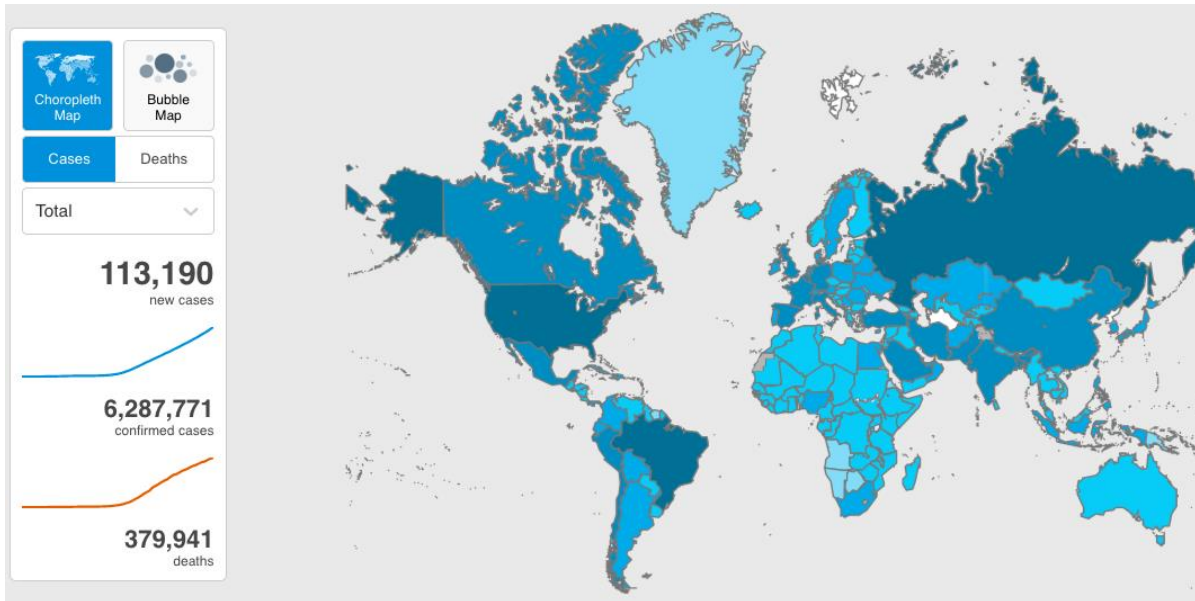 Choropleth
Map
Bubble
Map
Cases
Deaths
Total
113,190
new cases
6,287,771
confirmed cases
379,941
deaths